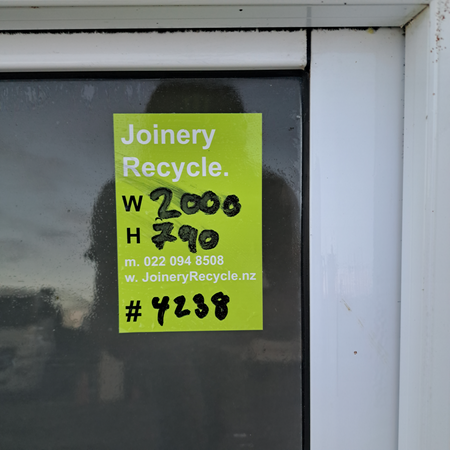 Joinery
Recycle.
W 2000
H 790
m. 022 094 8508
w. JoineryRecycle.nz
# 4238